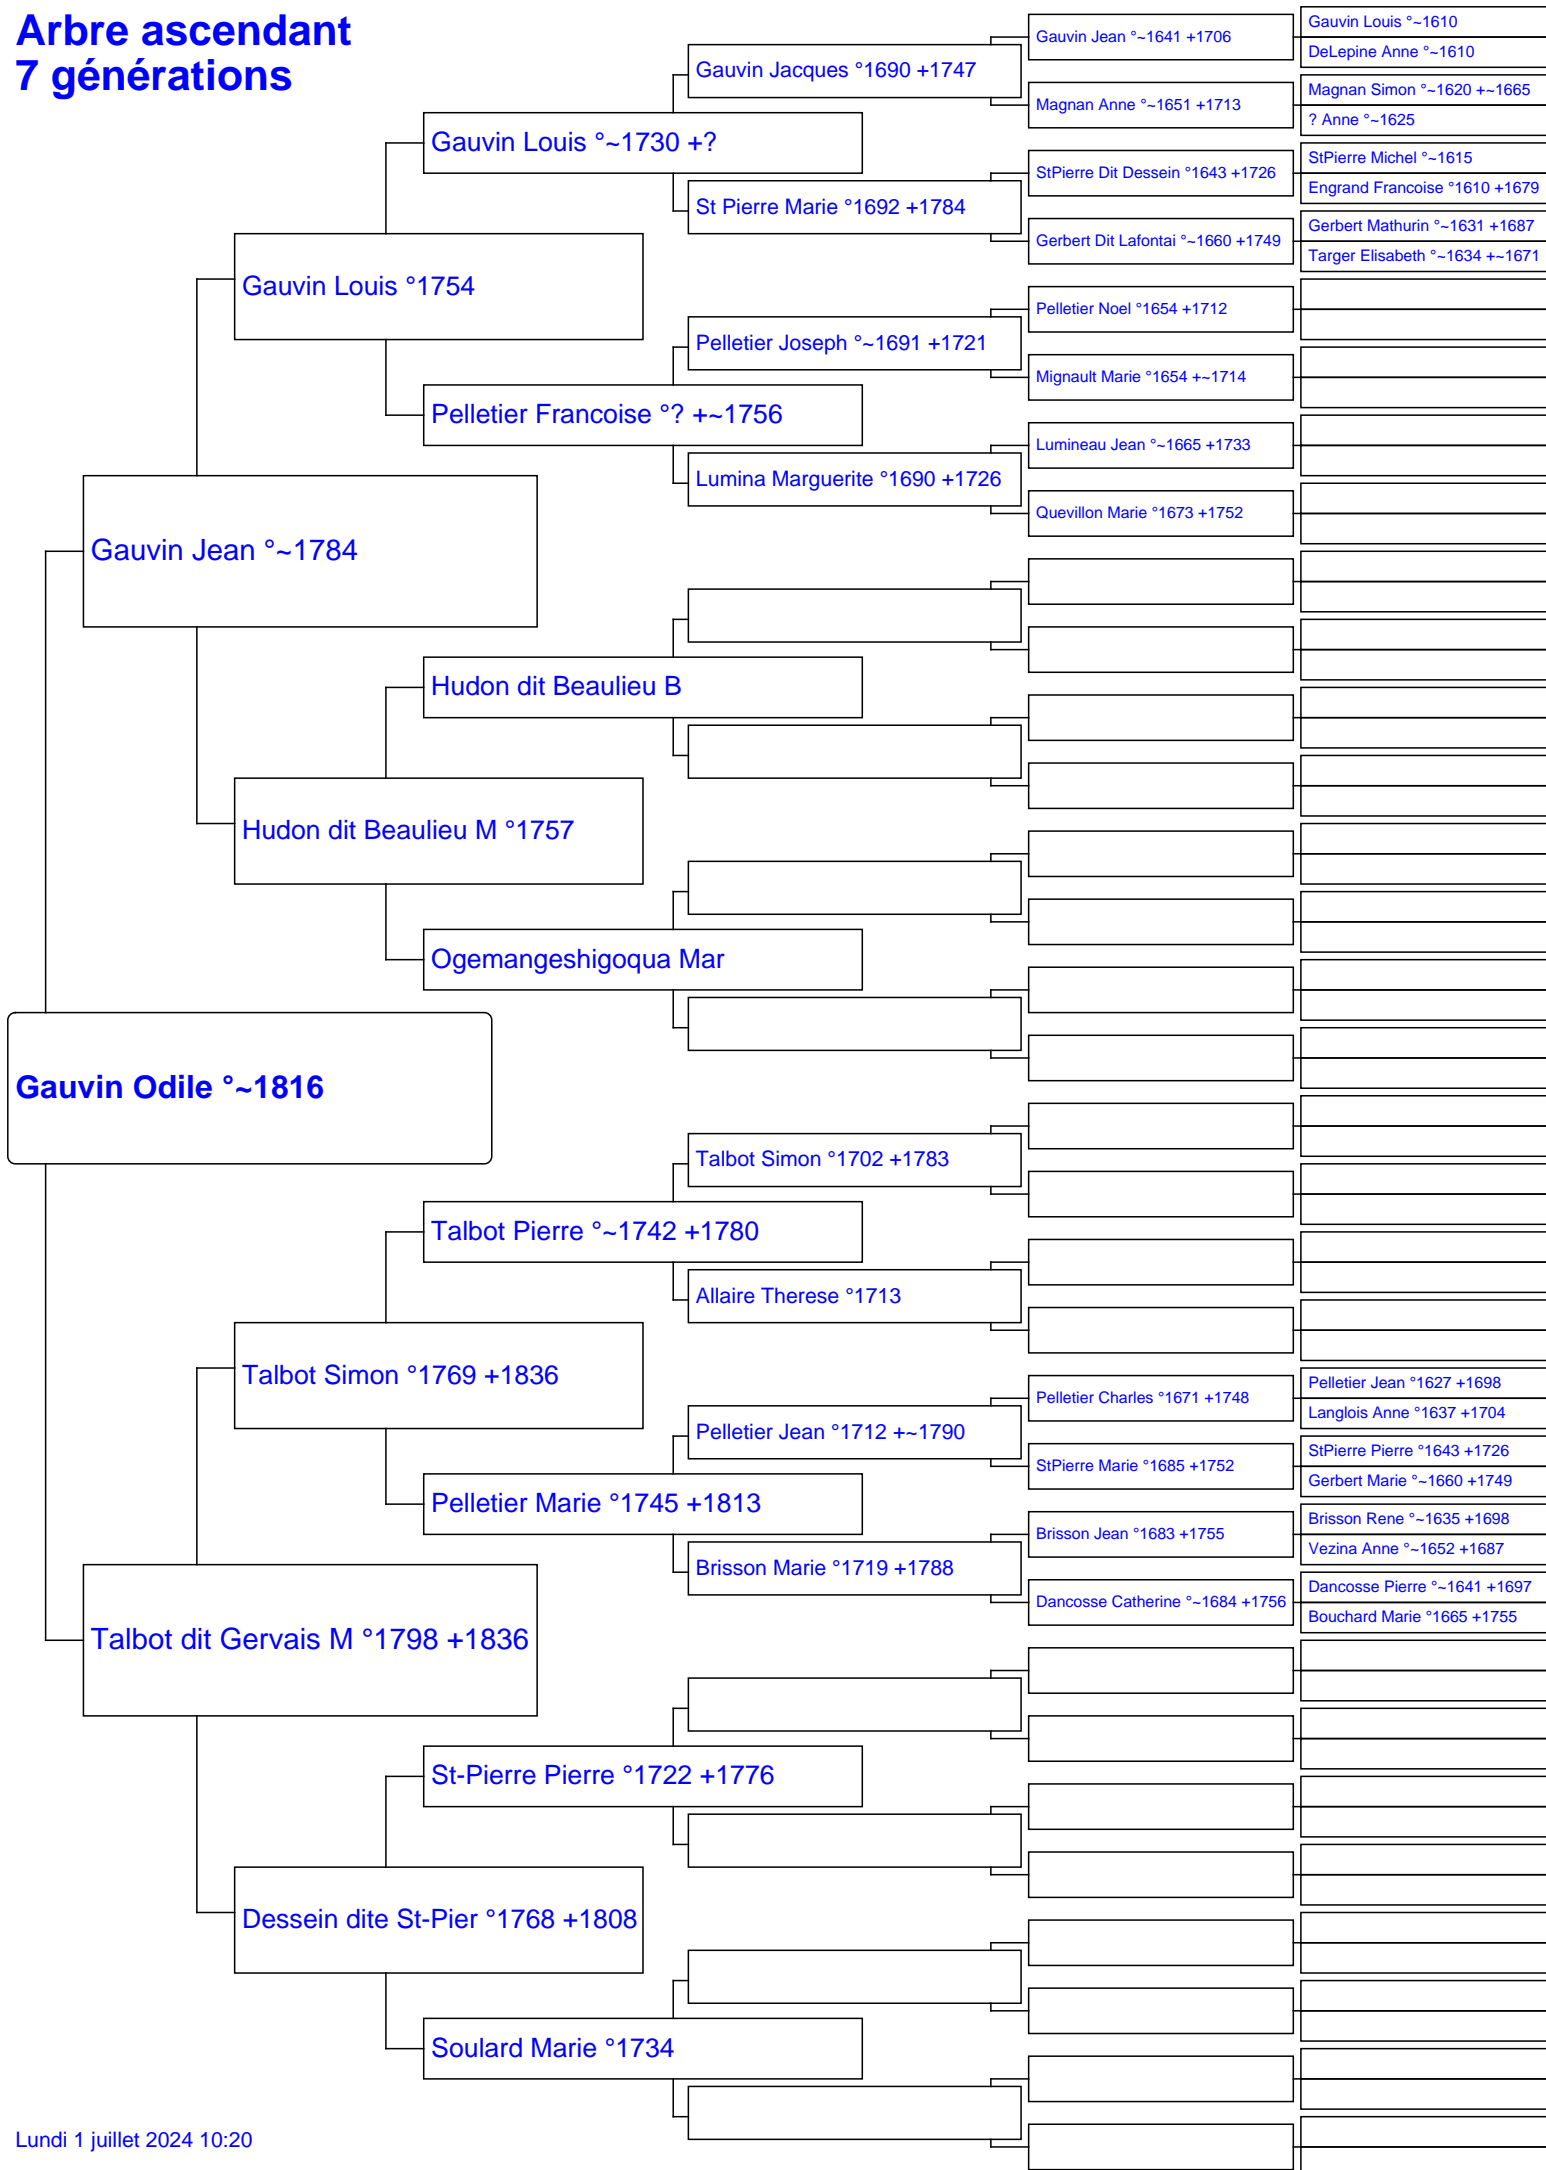 Arbre ascendant
7 générations
Gauvin Odile °~1816
Gauvin Jean °~1784
Talbot dit Gervais M °1798 +1836
Gauvin Louis °1754
Hudon dit Beaulieu M °1757
Talbot Simon °1769 +1836
Dessein dite St-Pier °1768 +1808
Gauvin Louis °~1730 +?
Pelletier Francoise °? +~1756
Hudon dit Beaulieu B
Ogemangeshigoqua Mar
Talbot Pierre °~1742 +1780
Pelletier Marie °1745 +1813
St-Pierre Pierre °1722 +1776
Soulard Marie °1734
Gauvin Jacques °1690 +1747
St Pierre Marie °1692 +1784
Pelletier Joseph °~1691 +1721
Lumina Marguerite °1690 +1726
Talbot Simon °1702 +1783
Allaire Therese °1713
Pelletier Jean °1712 +~1790
Brisson Marie °1719 +1788
Gauvin Jean °~1641 +1706
Magnan Anne °~1651 +1713
StPierre Dit Dessein °1643 +1726
Gerbert Dit Lafontai °~1660 +1749
Pelletier Noel °1654 +1712
Mignault Marie °1654 +~1714
Lumineau Jean °~1665 +1733
Quevillon Marie °1673 +1752
Pelletier Charles °1671 +1748
StPierre Marie °1685 +1752
Brisson Jean °1683 +1755
Dancosse Catherine °~1684 +1756
Gauvin Louis °~1610
DeLepine Anne °~1610
Magnan Simon °~1620 +~1665
? Anne °~1625
StPierre Michel °~1615
Engrand Francoise °1610 +1679
Gerbert Mathurin °~1631 +1687
Targer Elisabeth °~1634 +~1671
Pelletier Jean °1627 +1698
Langlois Anne °1637 +1704
StPierre Pierre °1643 +1726
Gerbert Marie °~1660 +1749
Brisson Rene °~1635 +1698
Vezina Anne °~1652 +1687
Dancosse Pierre °~1641 +1697
Bouchard Marie °1665 +1755
Lundi 1 juillet 2024 10:20